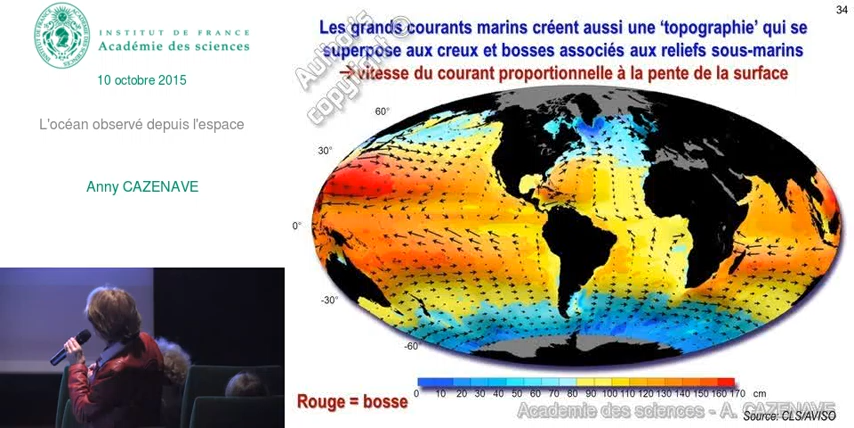 INSTITUT DE FRANCE
Académie des sciences
10 octobre 2015
L'océan observé depuis l'espace
Anny CAZENAVE
34
Les grands courants marins créent aussi une ‘topographie’ qui se
superpose aux creux et bosses associés aux reliefs sous-marins
→vitesse du courant proportionnelle à la pente de la surface
Author's
copyright ©
60°
30°
0°
-30°
-60°
0 10 20 30 40 50 60 70 80 90 100 110 120 130 140 150 160 170 cm
Rouge = bosse
Academie des sciences - A. CAZENAVE
Source: CLS/AVISO